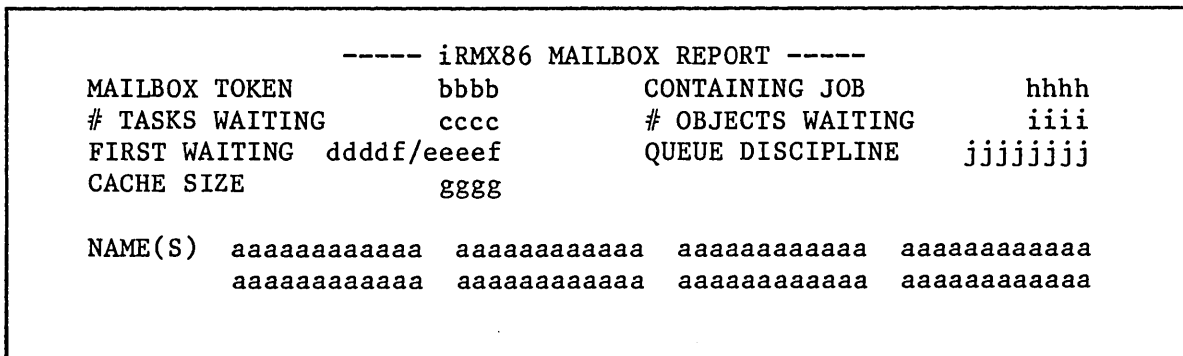 ----- iRMX86 MAILBOX REPORT -----
MAILBOX TOKEN bbbb CONTAINING JOB hhhh
# TASKS WAITING cccc # OBJECTS WAITING iiii
FIRST WAITING ddddf/eeeef QUEUE DISCIPLINE jjjjjjjj
CACHE SIZE gggg
NAME(S) aaaaaaaaaaaa aaaaaaaaaaaa aaaaaaaaaaaa aaaaaaaaaaaa
aaaaaaaaaaaa aaaaaaaaaaaa aaaaaaaaaaaa aaaaaaaaaaaa